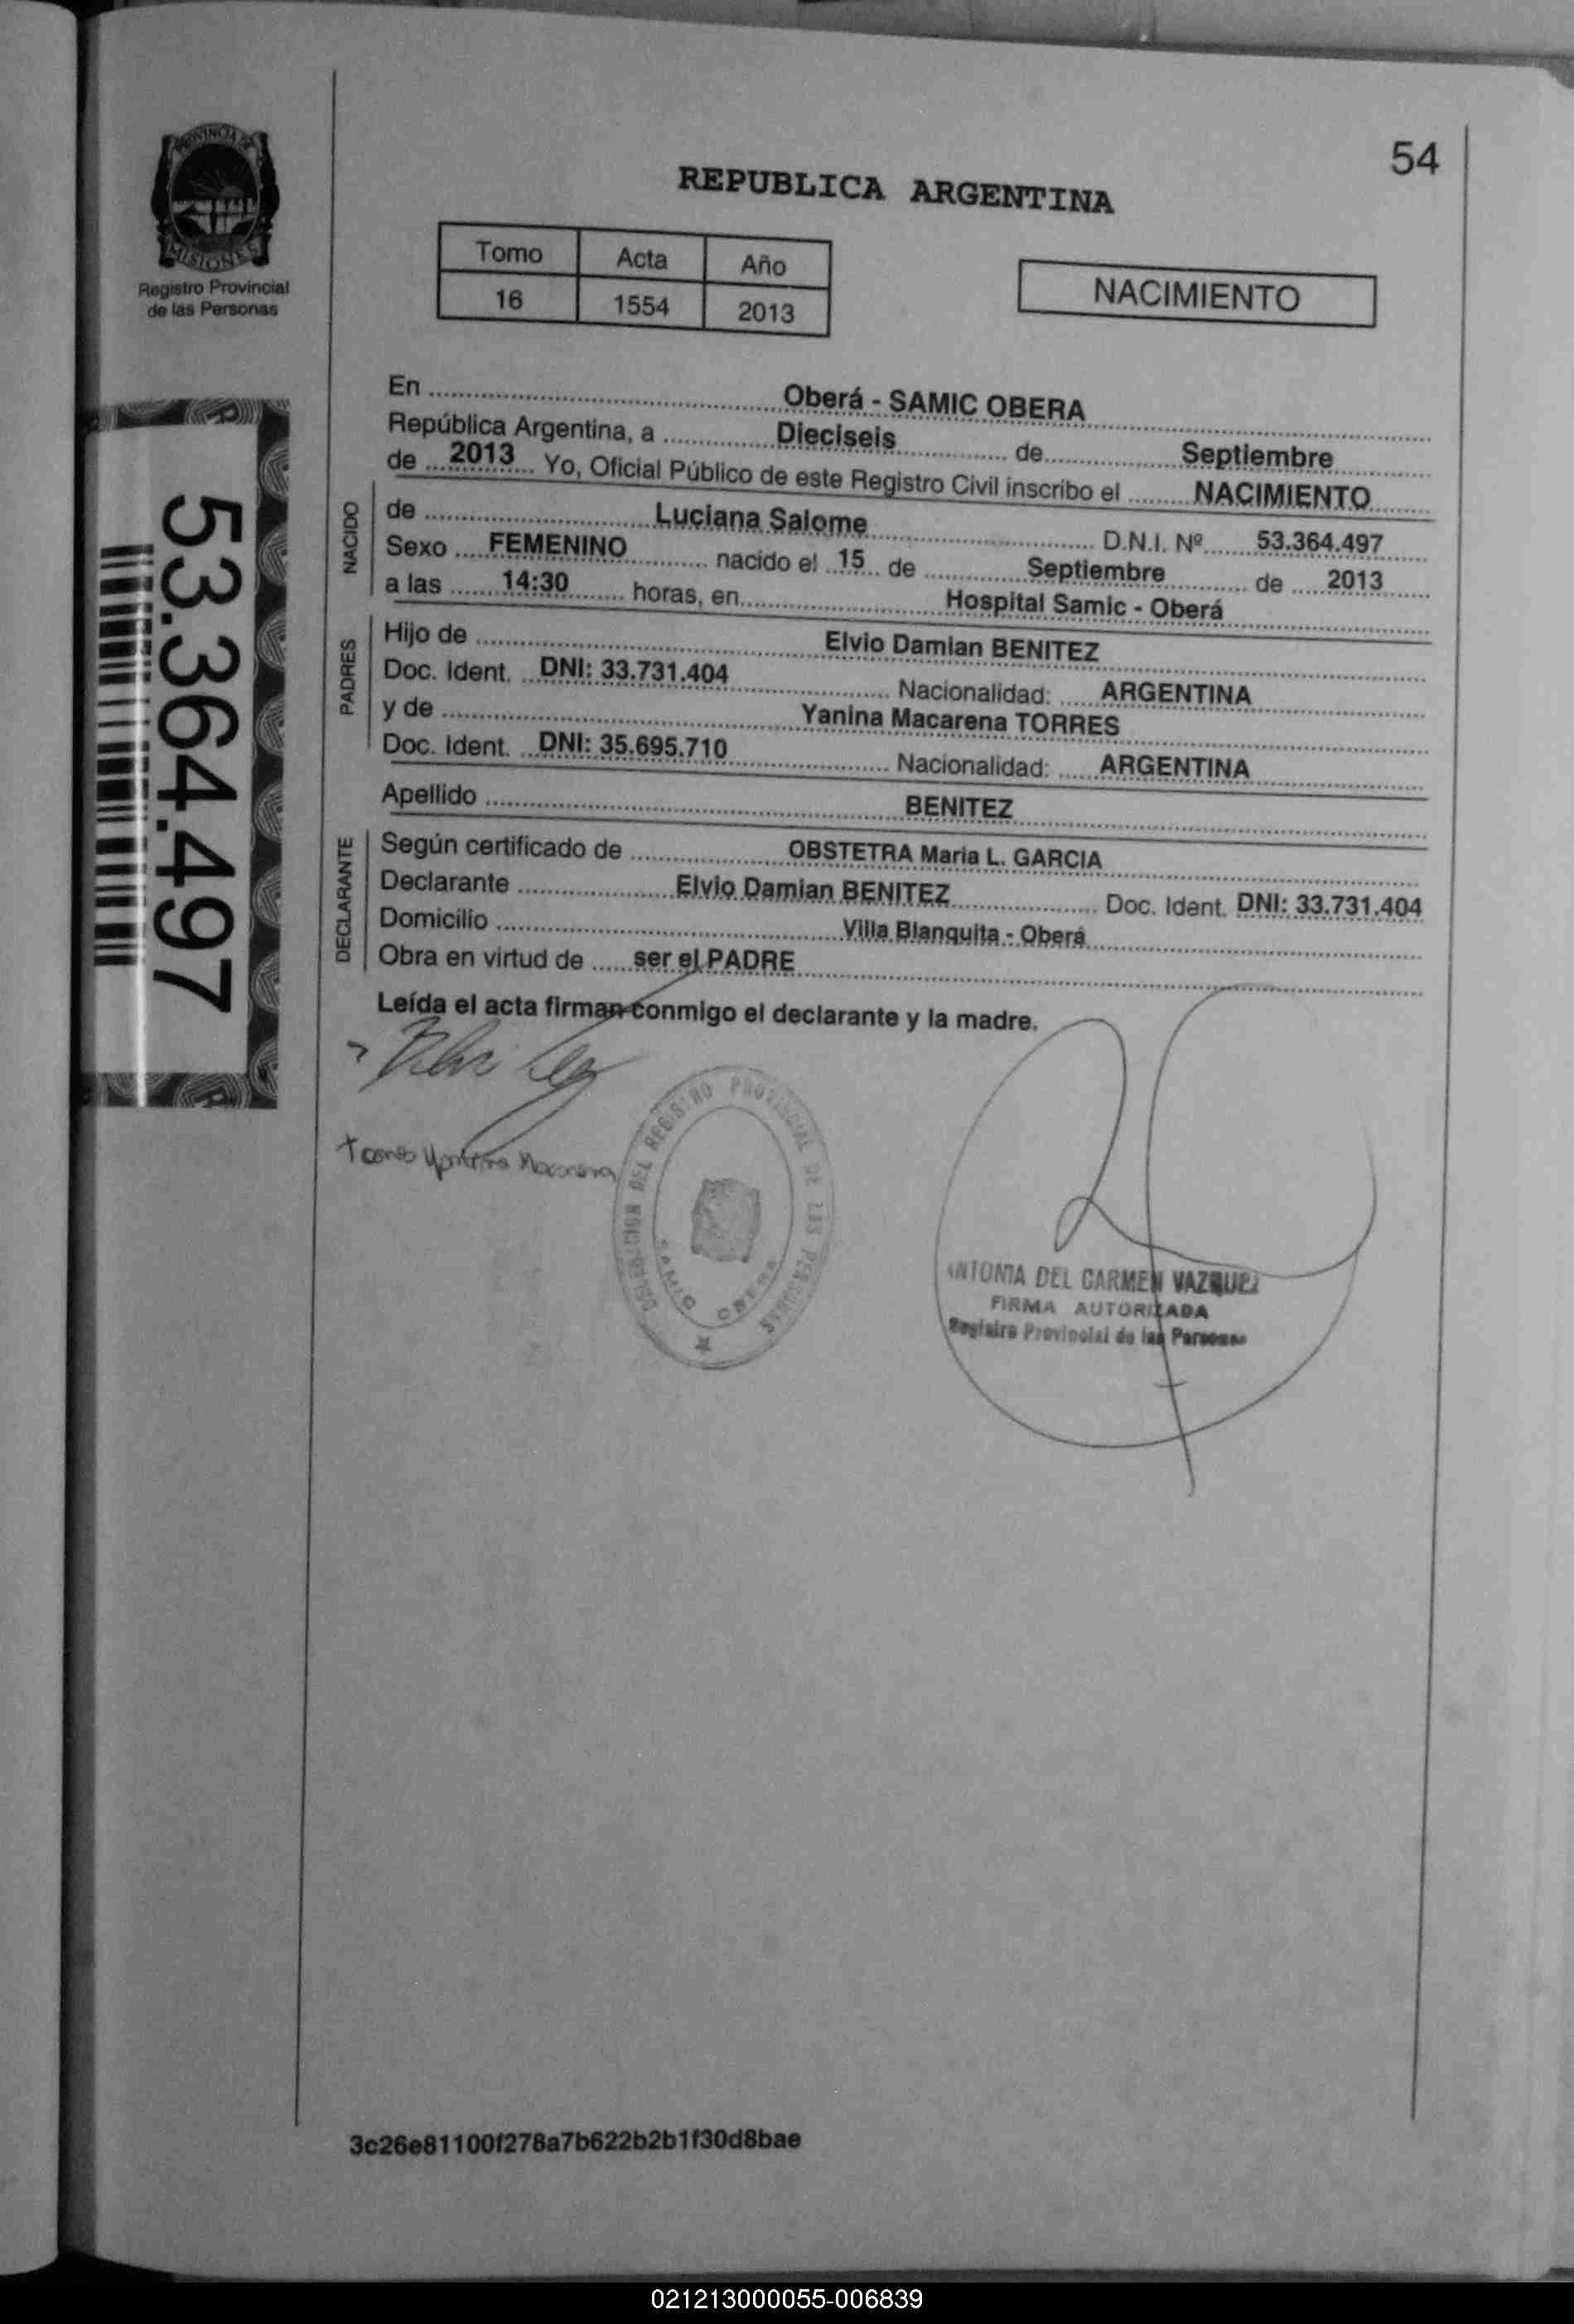 54
PROVINCIA DE
MISIONES
Registro Provincial
de las Personas
REPUBLICA ARGENTINA
Tomo Acta Año
16 1554 2013
NACIMIENTO
53.364.497
En Oberá - SAMIC OBERA
República Argentina, a Dieciseis de Septiembre
de 2013 Yo, Oficial Público de este Registro Civil inscribo el NACIMIENTO
NACIDO
de Luciana Salome D.N.I. Nº 53.364.497
Sexo FEMENINO nacido el 15 de Septiembre de 2013
a las 14:30 horas, en Hospital Samic - Oberá
PADRES
Hijo de Elvio Damian BENITEZ
Doc. Ident. DNI: 33.731.404 Nacionalidad: ARGENTINA
y de Yanina Macarena TORRES
Doc. Ident. DNI: 35.695.710 Nacionalidad: ARGENTINA
Apellido BENITEZ
DECLARANTE
Según certificado de OBSTETRA Maria L. GARCIA
Declarante Elvio Damian BENITEZ Doc. Ident. DNI: 33.731.404
Domicilio Villa Blanquita - Oberá
Obra en virtud de ser el PADRE
Leída el acta firman conmigo el declarante y la madre.
Torres Yanina Macarena
DELEGACION DEL REGISTRO PROVINCIAL DE LAS PERSONAS
SAMIC OBERA
ANTONIA DEL CARMEN VAZQUEZ
FIRMA AUTORIZADA
Registro Provincial de las Personas
3c26e81100f278a7b622b2b1f30d8bae
021213000055-006839